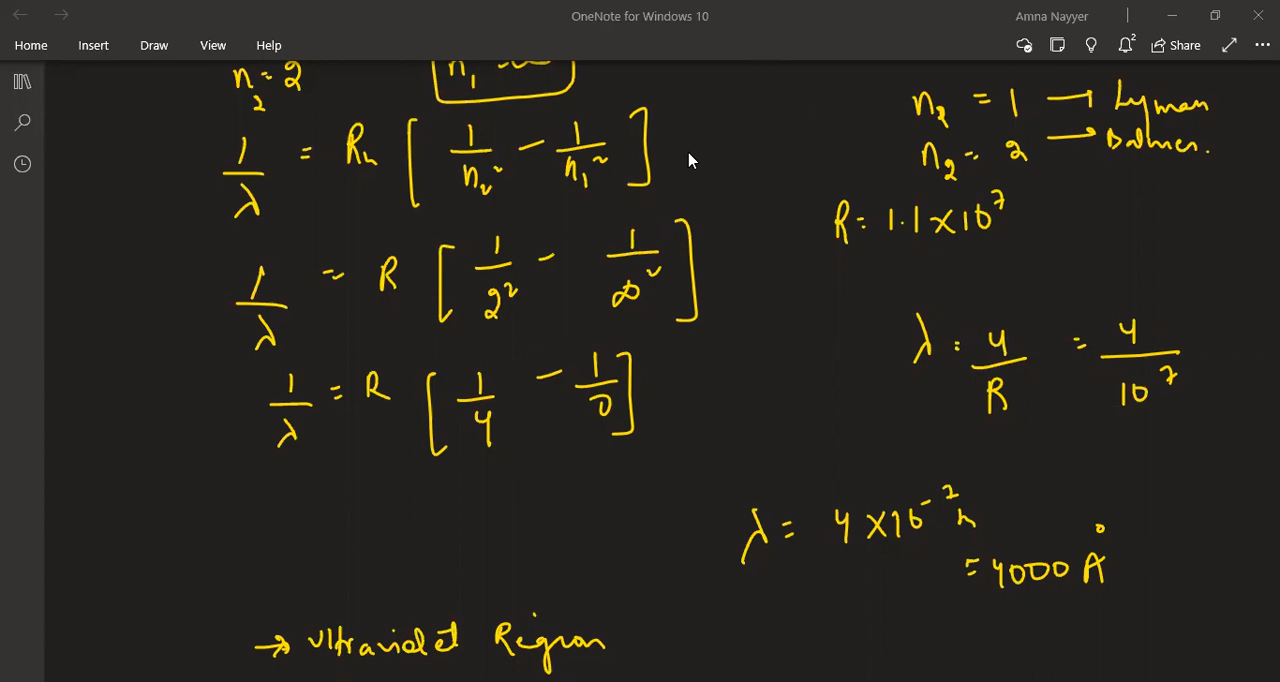 OneNote for Windows 10
Amna Nayyer
Home Insert Draw View Help
2
Share
n₂ = 2
n₁ = ∞
1/λ = Rₕ [ 1/n₂² − 1/n₁² ]
1/λ = R [ 1/2² − 1/∞² ]
1/λ = R [ 1/4 − 1/0 ]
→ Ultraviolet Region
n₂ = 1 → Lyman
n₂ = 2 → Balmer.
R = 1.1 × 10⁷
λ = 4/R = 4/10⁷
λ = 4 × 10⁻⁷ m
= 4000 Å